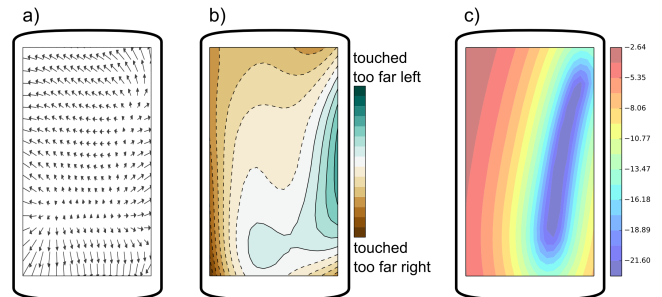 a)
b)
c)
touched
too far left
touched
too far right
−2.64
−5.35
−8.06
−10.77
−13.47
−16.18
−18.89
−21.60